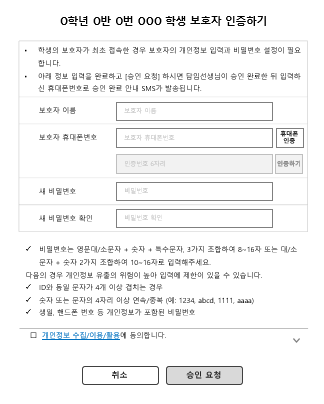 O학년 O반 O번 OOO 학생 보호자 인증하기
• 학생의 보호자가 최초 접속한 경우 보호자의 개인정보 입력과 비밀번호 설정이 필요
합니다.
• 아래 정보 입력을 완료하고 [승인 요청] 하시면 담임선생님이 승인 완료한 뒤 입력하
신 휴대폰번호로 승인 완료 안내 SMS가 발송됩니다.
보호자 이름 보호자 이름
보호자 휴대폰번호 보호자 휴대폰번호 휴대폰
인증
인증번호 6자리 인증하기
새 비밀번호 비밀번호
새 비밀번호 확인 비밀번호 확인
✓ 비밀번호는 영문대/소문자 + 숫자 + 특수문자, 3가지 조합하여 8~16자 또는 대/소
문자 + 숫자 2가지 조합하여 10~16자로 입력해주세요.
다음의 경우 개인정보 유출의 위험이 높아 입력에 제한이 있을 수 있습니다.
✓ ID와 동일 문자가 4개 이상 겹치는 경우
✓ 숫자 또는 문자의 4자리 이상 연속/중복 (예: 1234, abcd, 1111, aaaa)
✓ 생일, 핸드폰 번호 등 개인정보가 포함된 비밀번호
☐ 개인정보 수집/이용/활용에 동의합니다.
취소 승인 요청